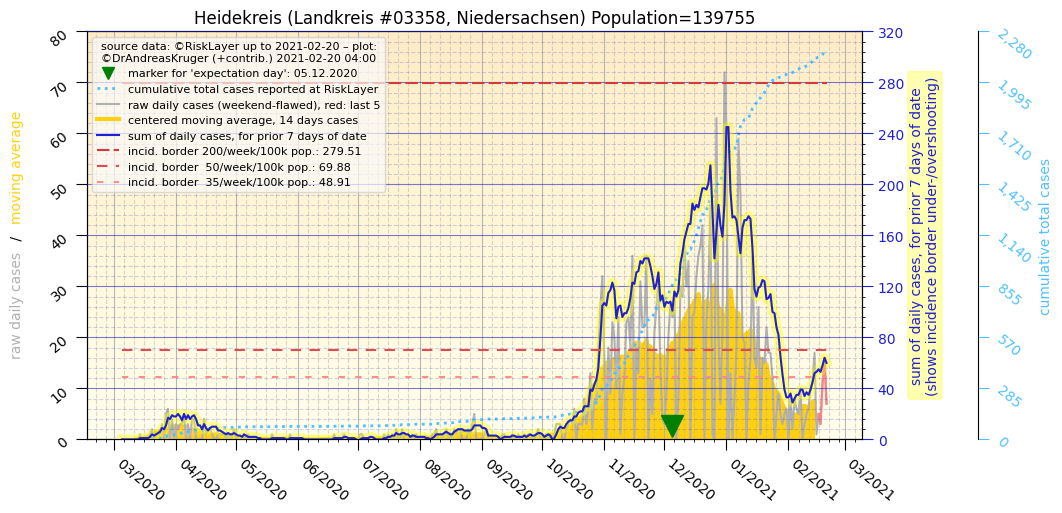 Heidekreis (Landkreis #03358, Niedersachsen) Population=139755
source data: ©RiskLayer up to 2021-02-20 – plot:
©DrAndreasKruger (+contrib.) 2021-02-20 04:00
marker for 'expectation day': 05.12.2020
cumulative total cases reported at RiskLayer
raw daily cases (weekend-flawed), red: last 5
centered moving average, 14 days cases
sum of daily cases, for prior 7 days of date
incid. border 200/week/100k pop.: 279.51
incid. border  50/week/100k pop.: 69.88
incid. border  35/week/100k pop.: 48.91
raw daily cases / moving average
80
70
60
50
40
30
20
10
0
03/2020
04/2020
05/2020
06/2020
07/2020
08/2020
09/2020
10/2020
11/2020
12/2020
01/2021
02/2021
03/2021
320
280
240
200
160
120
80
40
0
sum of daily cases, for prior 7 days of date
(shows incidence border under-/overshooting)
2,280
1,995
1,710
1,425
1,140
855
570
285
0
cumulative total cases